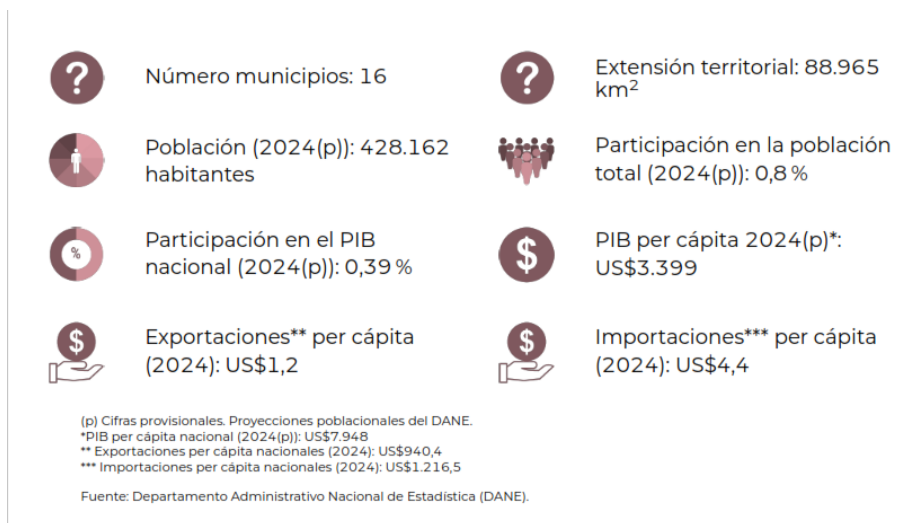 ?
Número municipios: 16
?
Extensión territorial: 88.965
km²
Población (2024(p)): 428.162
habitantes
Participación en la población
total (2024(p)): 0,8 %
%
Participación en el PIB
nacional (2024(p)): 0,39 %
$
PIB per cápita 2024(p)*:
US$3.399
$
Exportaciones** per cápita
(2024): US$1,2
$
Importaciones*** per cápita
(2024): US$4,4
(p) Cifras provisionales. Proyecciones poblacionales del DANE.
*PIB per cápita nacional (2024(p)): US$7.948
** Exportaciones per cápita nacionales (2024): US$940,4
*** Importaciones per cápita nacionales (2024): US$1.216,5
Fuente: Departamento Administrativo Nacional de Estadística (DANE).